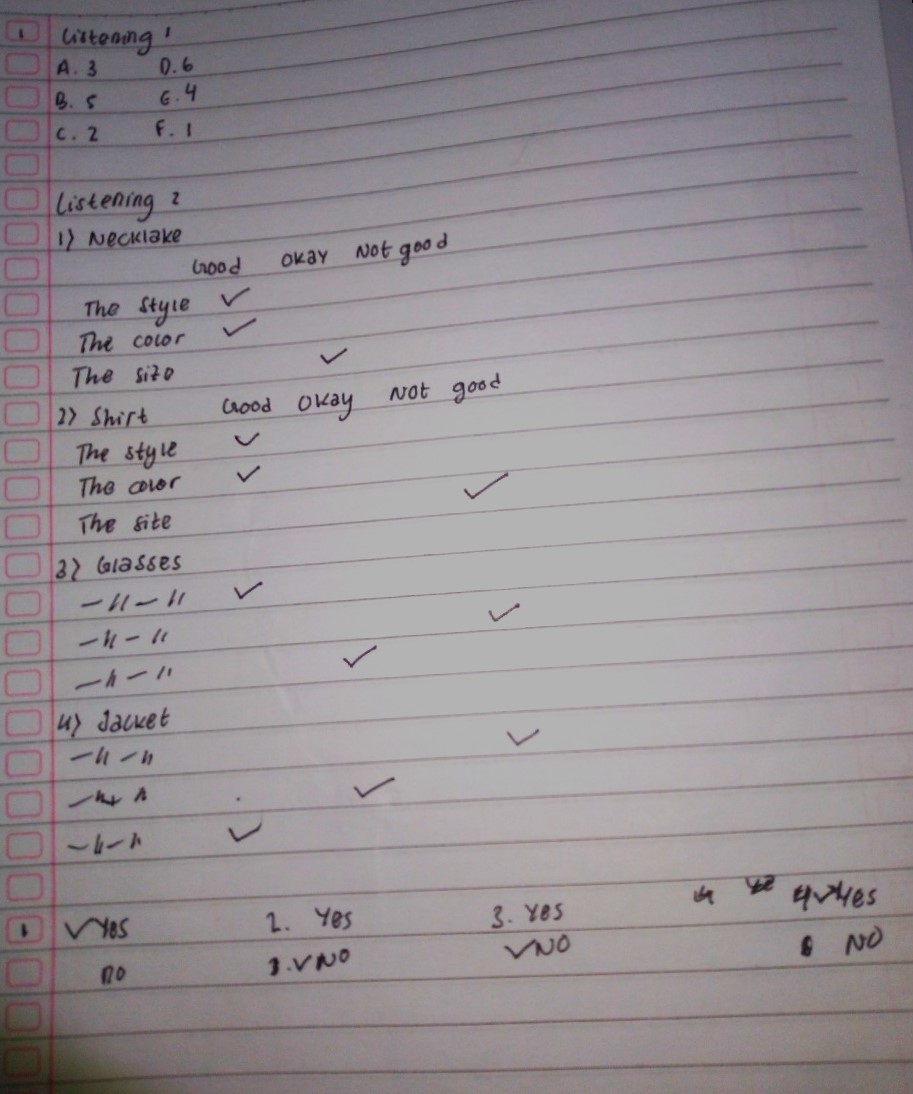 1 Listening 1
A. 3 D. 6
B. 5 E. 4
C. 2 F. 1
Listening 2
1) Necklake
Good Okay Not good
The Style ✓
The color ✓
The size ✓
2) Shirt Good Okay Not good
The style ✓
The color ✓
The site ✓
3) Glasses
—〃—〃 ✓
—〃—〃 ✓
—〃—〃 ✓
4) Jacket
—〃—〃 ✓
—〃—〃 ✓
—〃—〃 ✓
✓ Yes 2. Yes 3. Yes 4 ✓ Yes
no ✓ NO ✓ NO NO